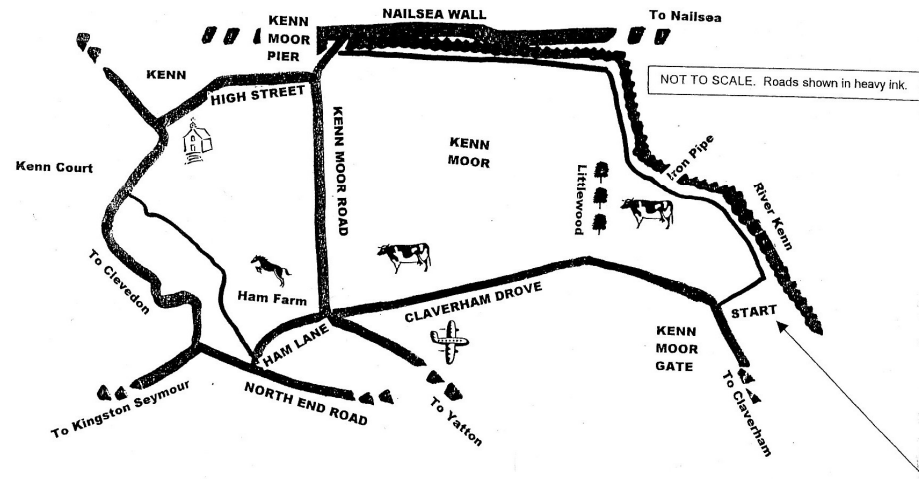 NAILSEA WALL
To Nailsea
KENN
MOOR
PIER
KENN
NOT TO SCALE. Roads shown in heavy ink.
HIGH STREET
KENN MOOR ROAD
KENN
MOOR
Iron Pipe
Kenn Court
Littlewood
River Kenn
To Clevedon
Ham Farm
CLAVERHAM DROVE
START
HAM LANE
KENN
MOOR
GATE
NORTH END ROAD
To Kingston Seymour
To Yatton
To Claverham